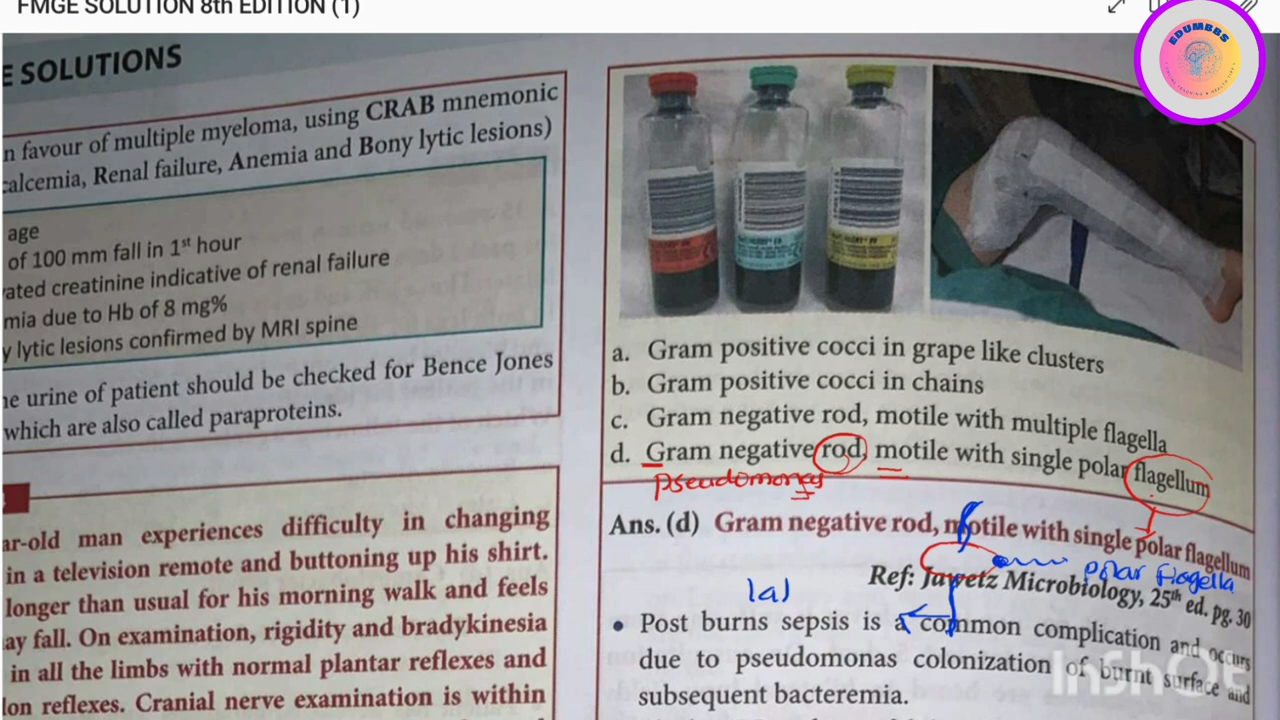 FMGE SOLUTION 8th EDITION (1)
EDUMBBS
E SOLUTIONS
n favour of multiple myeloma, using CRAB mnemonic
calcemia, Renal failure, Anemia and Bony lytic lesions)
age
of 100 mm fall in 1st hour
ated creatinine indicative of renal failure
mia due to Hb of 8 mg%
y lytic lesions confirmed by MRI spine
he urine of patient should be checked for Bence Jones
which are also called paraproteins.
ar-old man experiences difficulty in changing
in a television remote and buttoning up his shirt.
longer than usual for his morning walk and feels
ay fall. On examination, rigidity and bradykinesia
in all the limbs with normal plantar reflexes and
lon reflexes. Cranial nerve examination is within
a. Gram positive cocci in grape like clusters
b. Gram positive cocci in chains
c. Gram negative rod, motile with multiple flagella
d. Gram negative rod, motile with single polar flagellum
Pseudomonas
Ans. (d) Gram negative rod, motile with single polar flagellum
polar flagella
Ref: Jawetz Microbiology, 25th ed. pg. 30
• Post burns sepsis is a common complication and occurs
due to pseudomonas colonization of burnt surface and
subsequent bacteremia.
InShOt